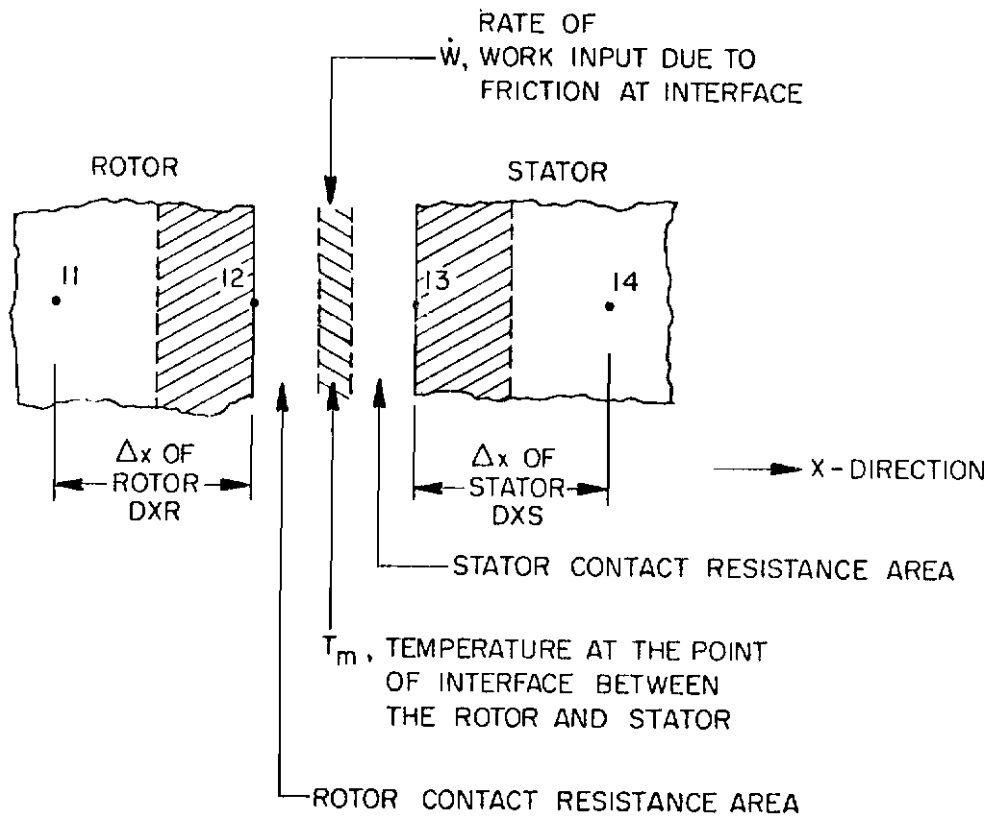 RATE OF
Ẇ, WORK INPUT DUE TO
FRICTION AT INTERFACE
ROTOR
STATOR
11
12
13
14
Δx OF
ROTOR
DXR
Δx OF
STATOR
DXS
X-DIRECTION
STATOR CONTACT RESISTANCE AREA
Tm, TEMPERATURE AT THE POINT
OF INTERFACE BETWEEN
THE ROTOR AND STATOR
ROTOR CONTACT RESISTANCE AREA